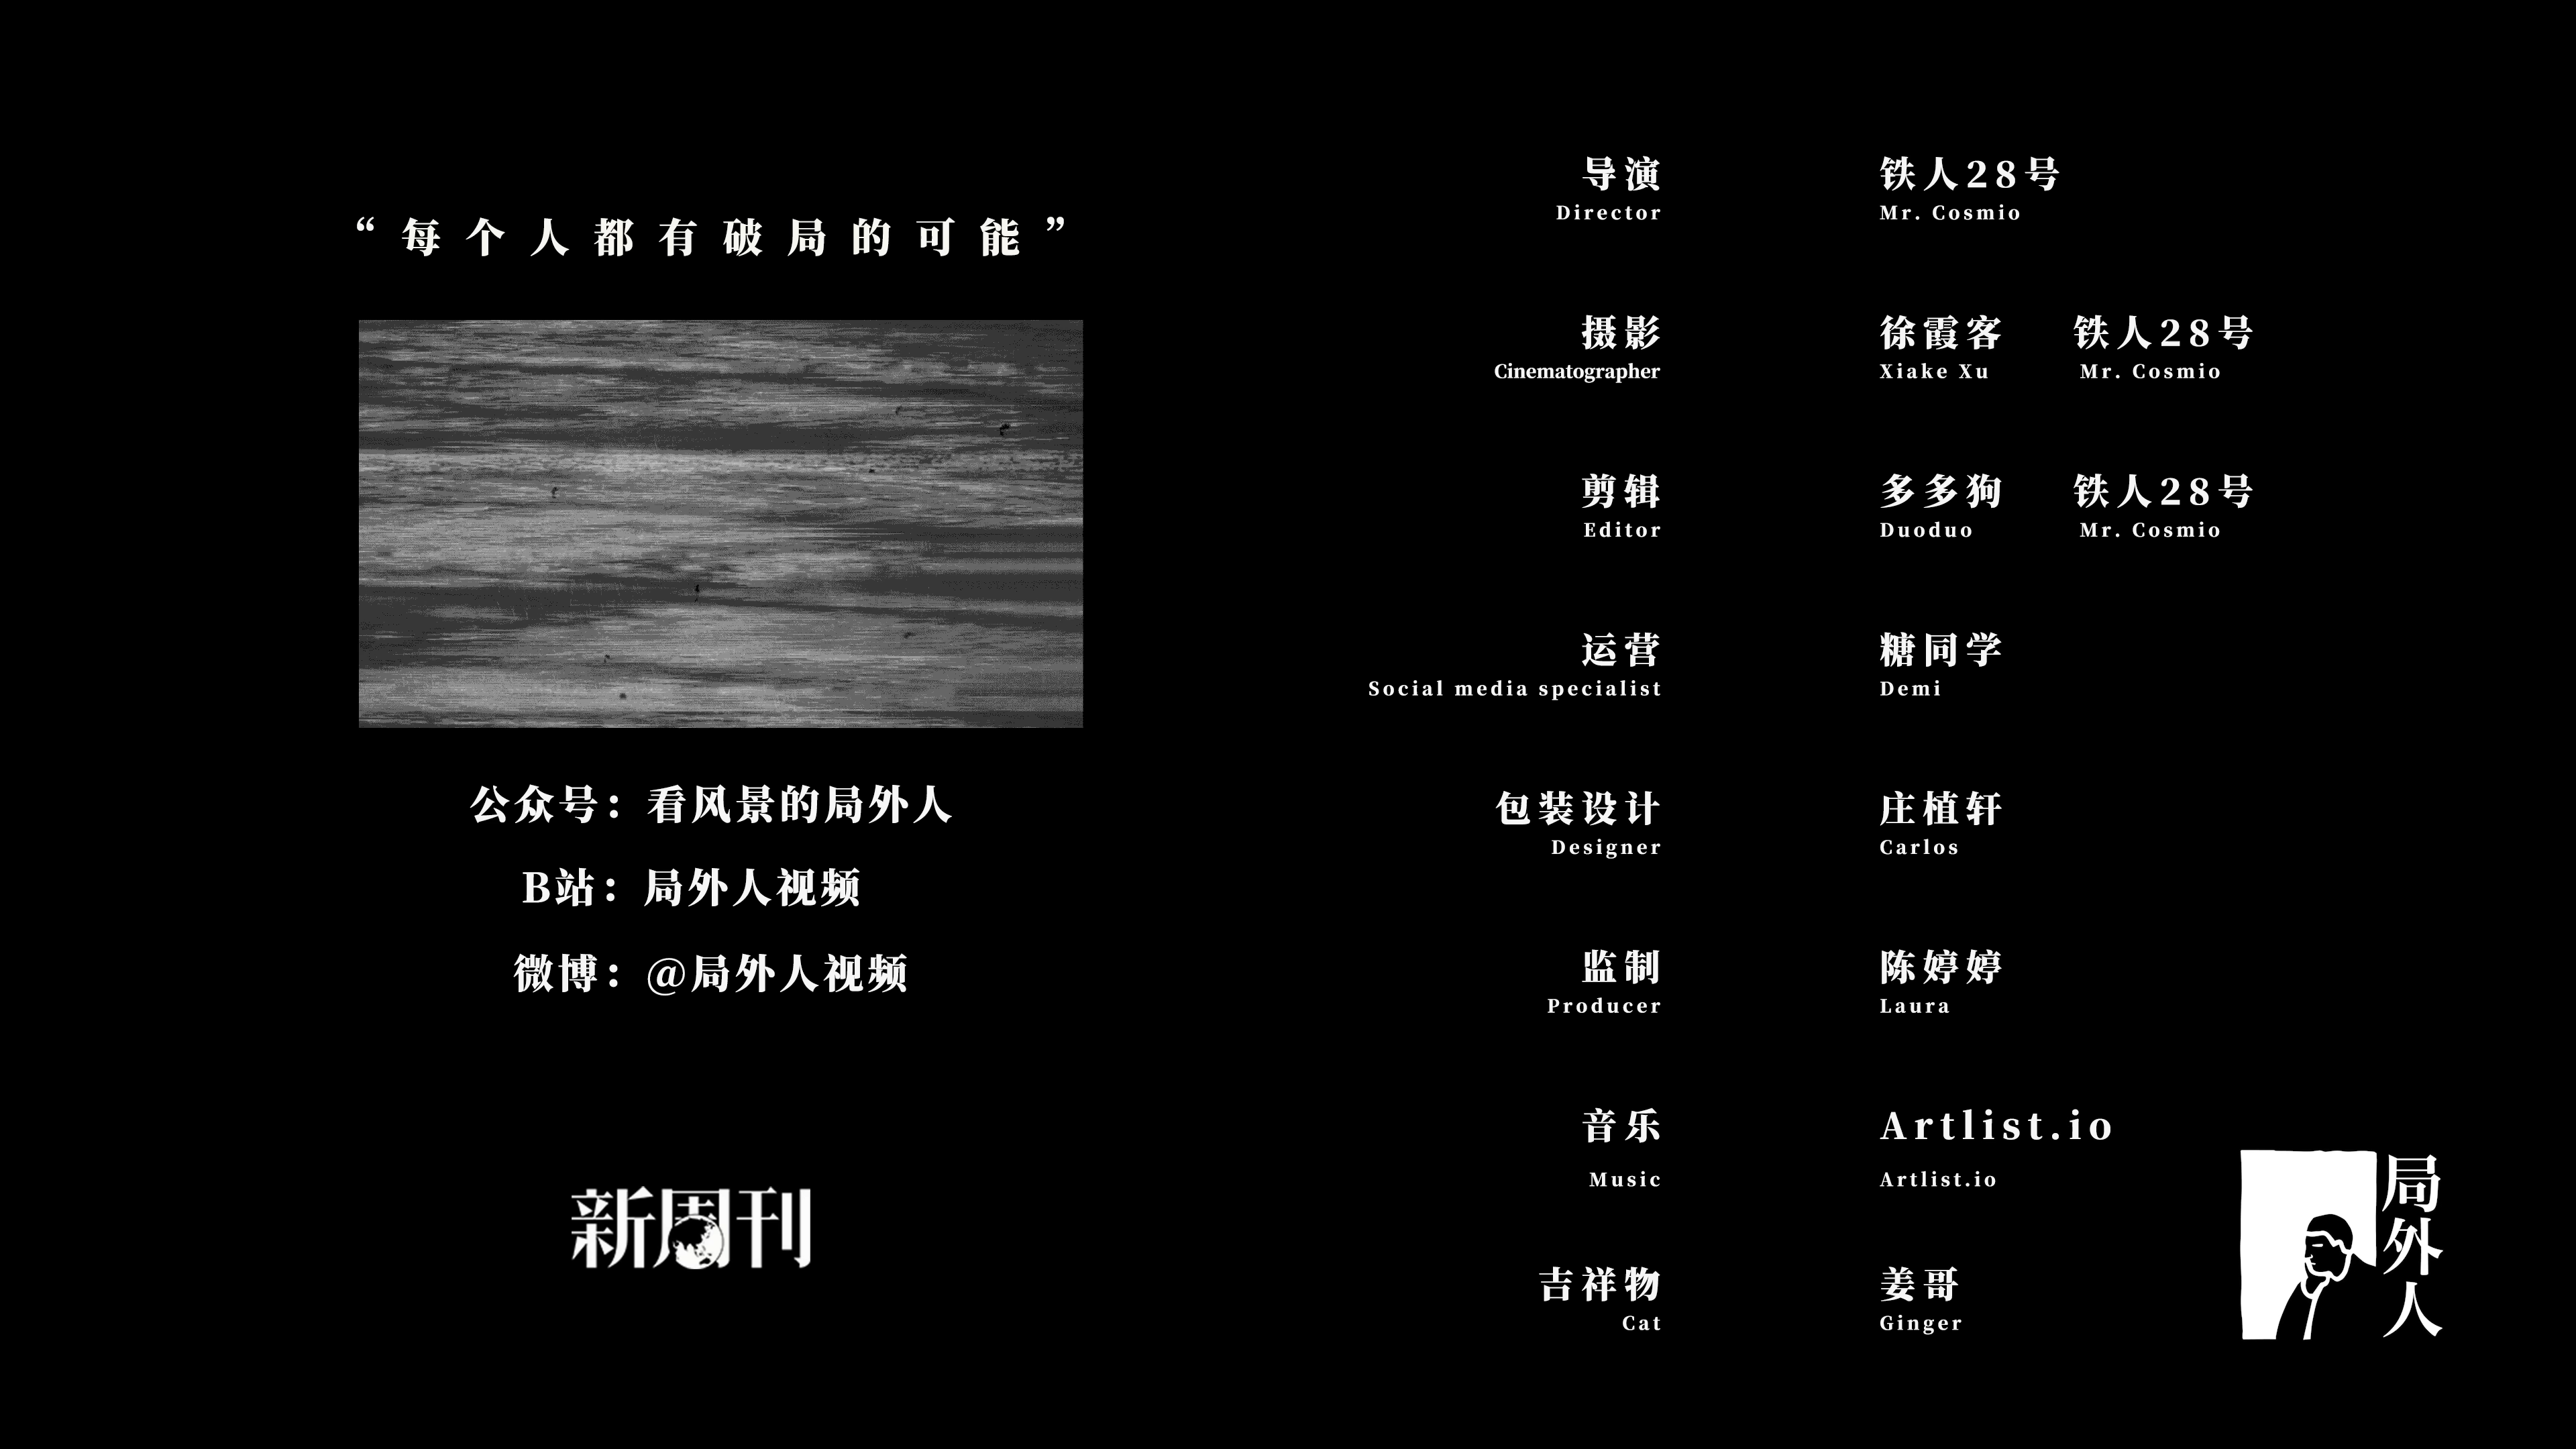 “每个人都有破局的可能”
公众号：看风景的局外人
B站：局外人视频
微博：@局外人视频
新周刊
导演 铁人28号
Director Mr. Cosmio
摄影 徐霞客 铁人28号
Cinematographer Xiake Xu Mr. Cosmio
剪辑 多多狗 铁人28号
Editor Duoduo Mr. Cosmio
运营 糖同学
Social media specialist Demi
包装设计 庄植轩
Designer Carlos
监制 陈婷婷
Producer Laura
音乐 Artlist.io
Music Artlist.io
吉祥物 姜哥
Cat Ginger
局外人